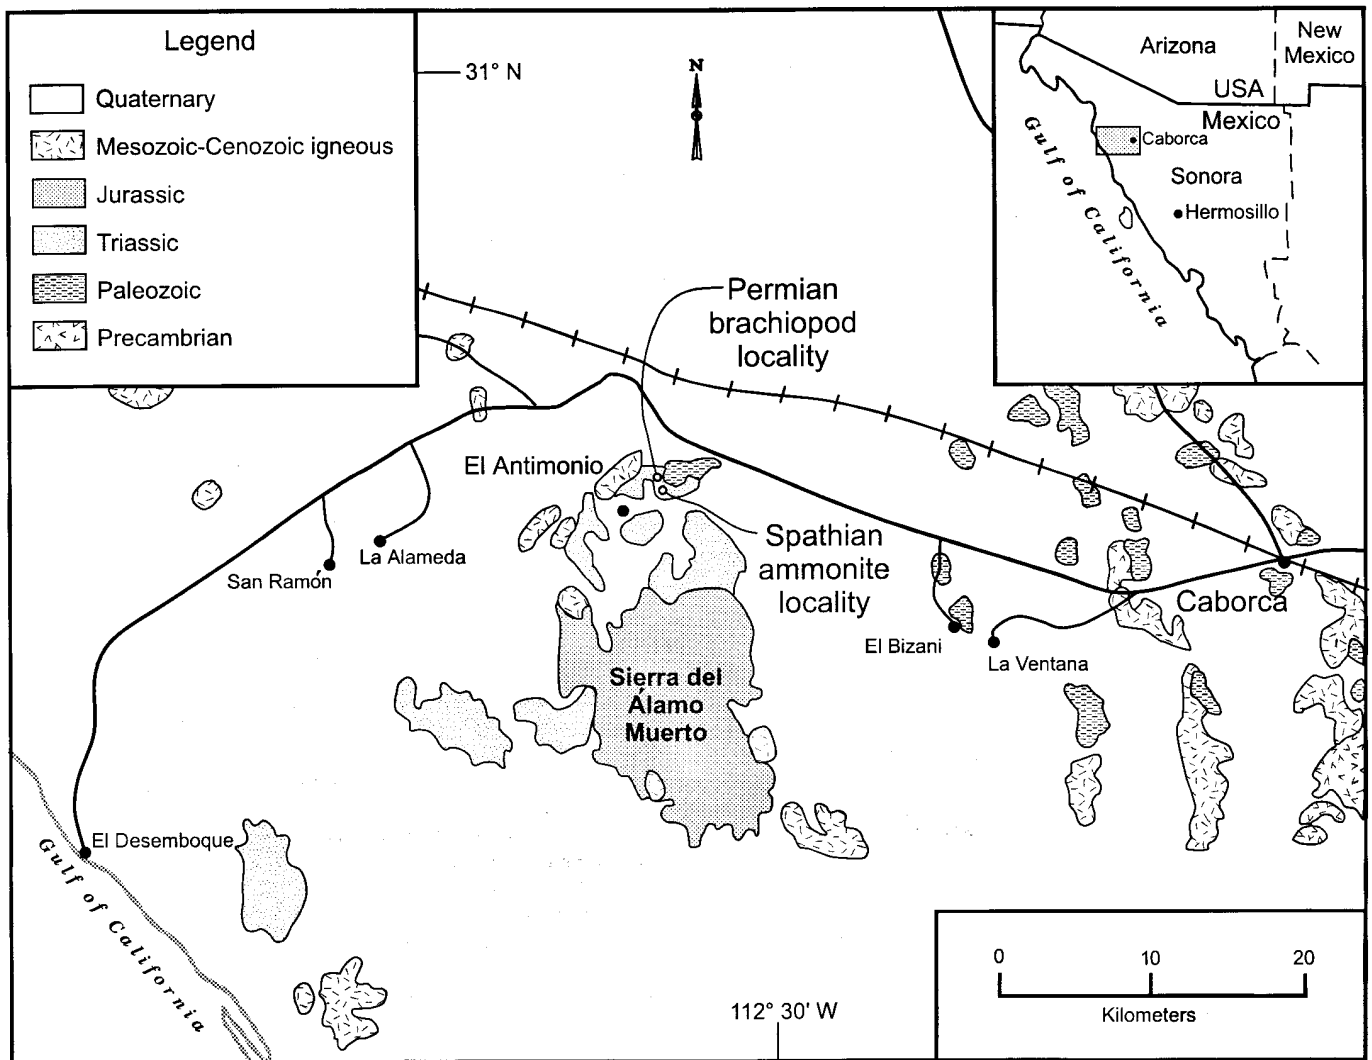 Legend
Quaternary
Mesozoic-Cenozoic igneous
Jurassic
Triassic
Paleozoic
Precambrian
31° N
N
Arizona
New
Mexico
USA
Mexico
Caborca
Sonora
Hermosillo
Gulf of California
Permian
brachiopod
locality
El Antimonio
Spathian
ammonite
locality
La Alameda
San Ramón
Caborca
El Bizani
La Ventana
Sierra del
Álamo
Muerto
El Desemboque
Gulf of California
112° 30' W
0 10 20
Kilometers